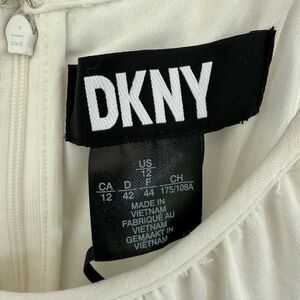 DKNY
US
12
CA D F CH
12 42 44 175/108A
MADE IN
VIETNAM
FABRIQUÉ AU
VIETNAM
GEMAAKT IN
VIETNAM